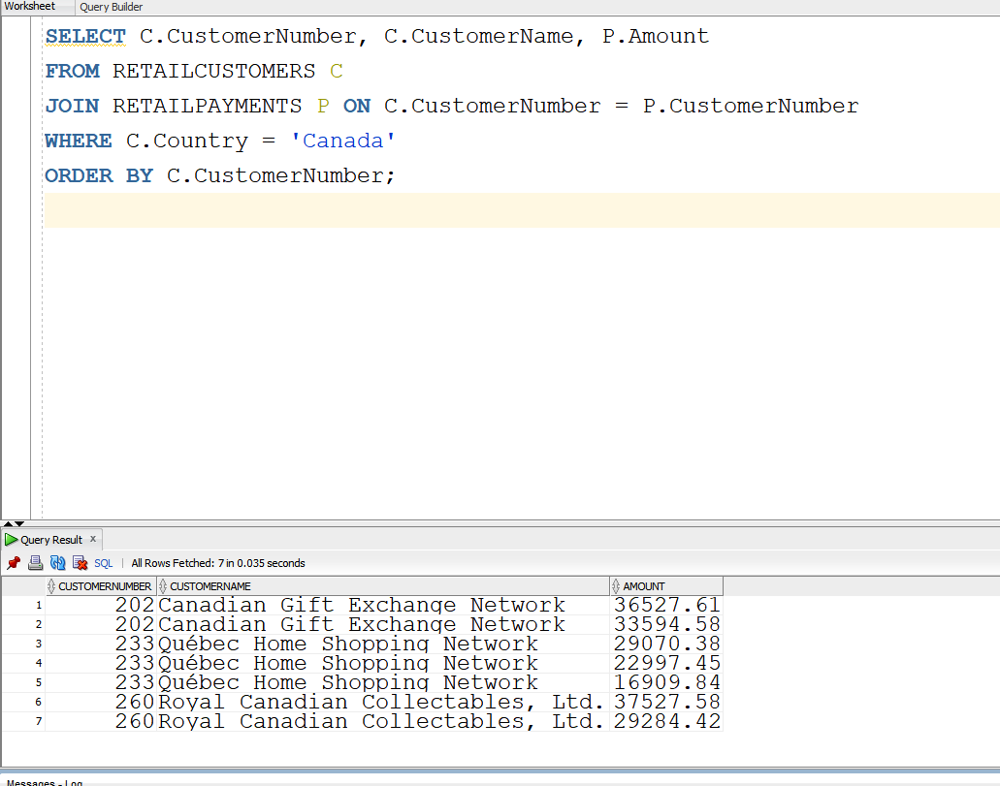 Worksheet Query Builder
SELECT C.CustomerNumber, C.CustomerName, P.Amount
FROM RETAILCUSTOMERS C
JOIN RETAILPAYMENTS P ON C.CustomerNumber = P.CustomerNumber
WHERE C.Country = 'Canada'
ORDER BY C.CustomerNumber;
Query Result x
SQL | All Rows Fetched: 7 in 0.035 seconds
CUSTOMERNUMBER CUSTOMERNAME AMOUNT
1 202 Canadian Gift Exchange Network 36527.61
2 202 Canadian Gift Exchange Network 33594.58
3 233 Québec Home Shopping Network 29070.38
4 233 Québec Home Shopping Network 22997.45
5 233 Québec Home Shopping Network 16909.84
6 260 Royal Canadian Collectables, Ltd. 37527.58
7 260 Royal Canadian Collectables, Ltd. 29284.42
Messages - Log